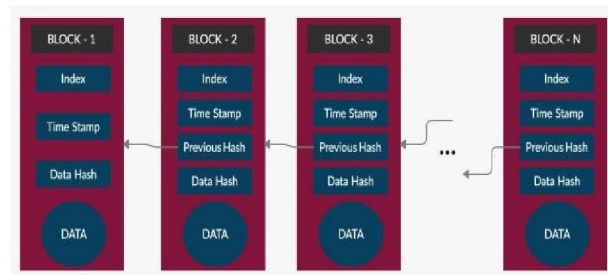 BLOCK - 1
Index
Time Stamp
Data Hash
DATA
BLOCK - 2
Index
Time Stamp
Previous Hash
Data Hash
DATA
BLOCK - 3
Index
Time Stamp
Previous Hash
Data Hash
DATA
...
BLOCK - N
Index
Time Stamp
Previous Hash
Data Hash
DATA